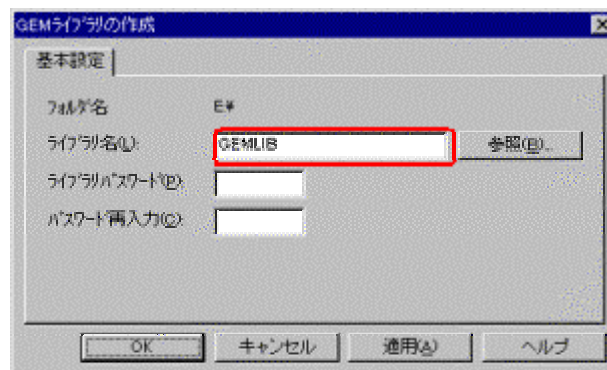 GEMライブラリの作成
基本設定
フォルダ名 E¥
ライブラリ名(L): GEMLIB 参照(B)...
ライブラリパスワード(P):
パスワード再入力(C):
OK キャンセル 適用(A) ヘルプ